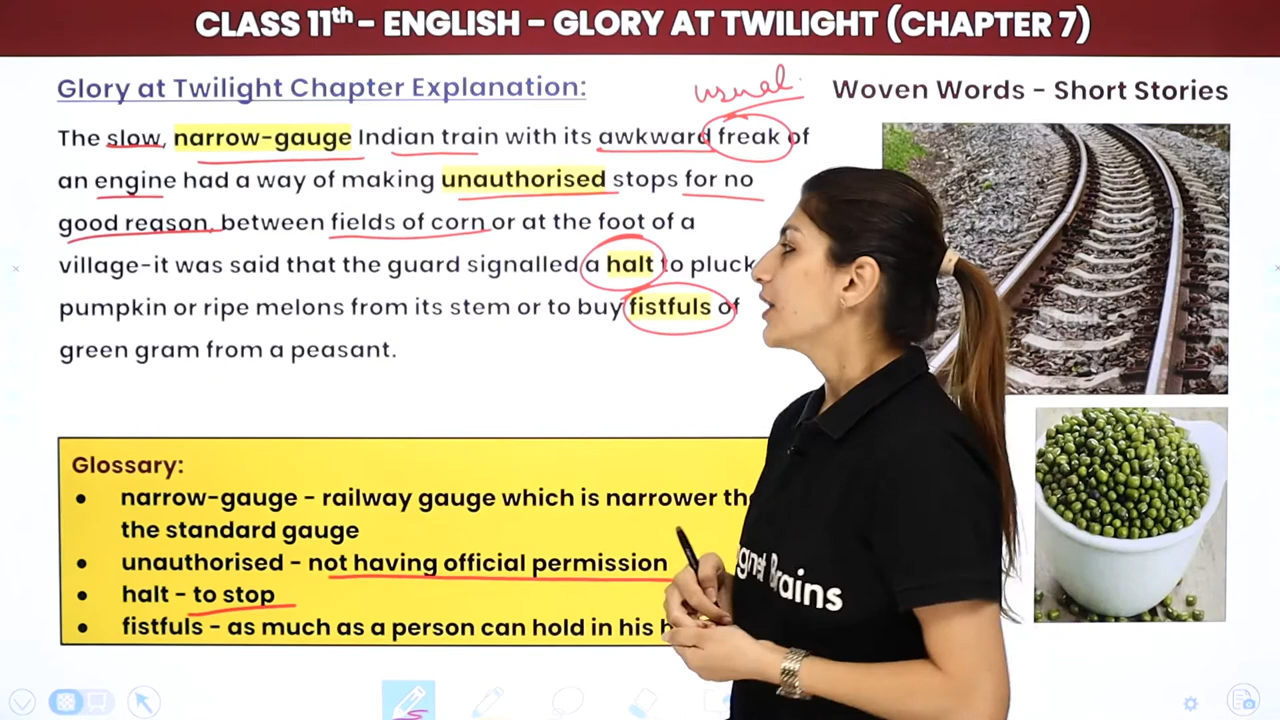 CLASS 11th - ENGLISH - GLORY AT TWILIGHT (CHAPTER 7)
Glory at Twilight Chapter Explanation:
usual
Woven Words - Short Stories
The slow, narrow-gauge Indian train with its awkward freak of
an engine had a way of making unauthorised stops for no
good reason, between fields of corn or at the foot of a
village-it was said that the guard signalled a halt to pluck
pumpkin or ripe melons from its stem or to buy fistfuls of
green gram from a peasant.
Glossary:
• narrow-gauge - railway gauge which is narrower
the standard gauge
• unauthorised - not having official permission
• halt - to stop
• fistfuls - as much as a person can hold in his
gnet Brains